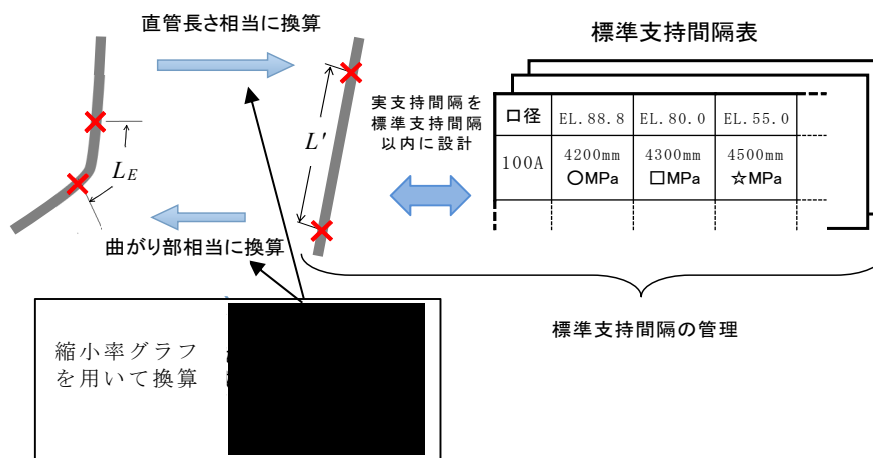 直管長さ相当に換算
標準支持間隔表
実支持間隔を
標準支持間隔
以内に設計
口径 EL.88.8 EL.80.0 EL.55.0
100A 4200mm 4300mm 4500mm
○MPa □MPa ☆MPa
L'
L_E
曲がり部相当に換算
標準支持間隔の管理
縮小率グラフ
を用いて換算